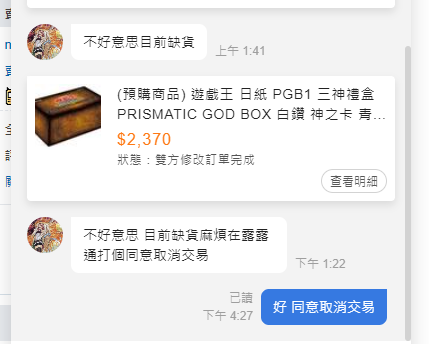 不好意思目前缺貨
上午 1:41
(預購商品) 遊戲王 日紙 PGB1 三神禮盒
PRISMATIC GOD BOX 白鑽 神之卡 青...
$2,370
狀態：雙方修改訂單完成
查看明細
不好意思 目前缺貨麻煩在露露
通打個同意取消交易
下午 1:22
已讀
下午 4:27
好 同意取消交易